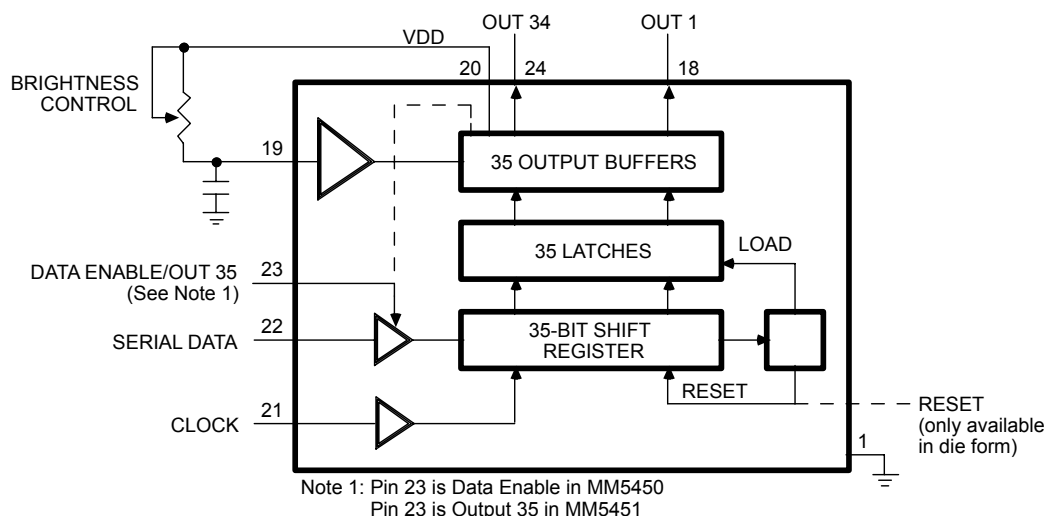 OUT 34
OUT 1
VDD
20
24
18
BRIGHTNESS
CONTROL
19
35 OUTPUT BUFFERS
35 LATCHES
LOAD
DATA ENABLE/OUT 35
(See Note 1)
23
SERIAL DATA
22
35-BIT SHIFT
REGISTER
RESET
CLOCK
21
RESET
(only available
in die form)
1
Note 1: Pin 23 is Data Enable in MM5450
Pin 23 is Output 35 in MM5451